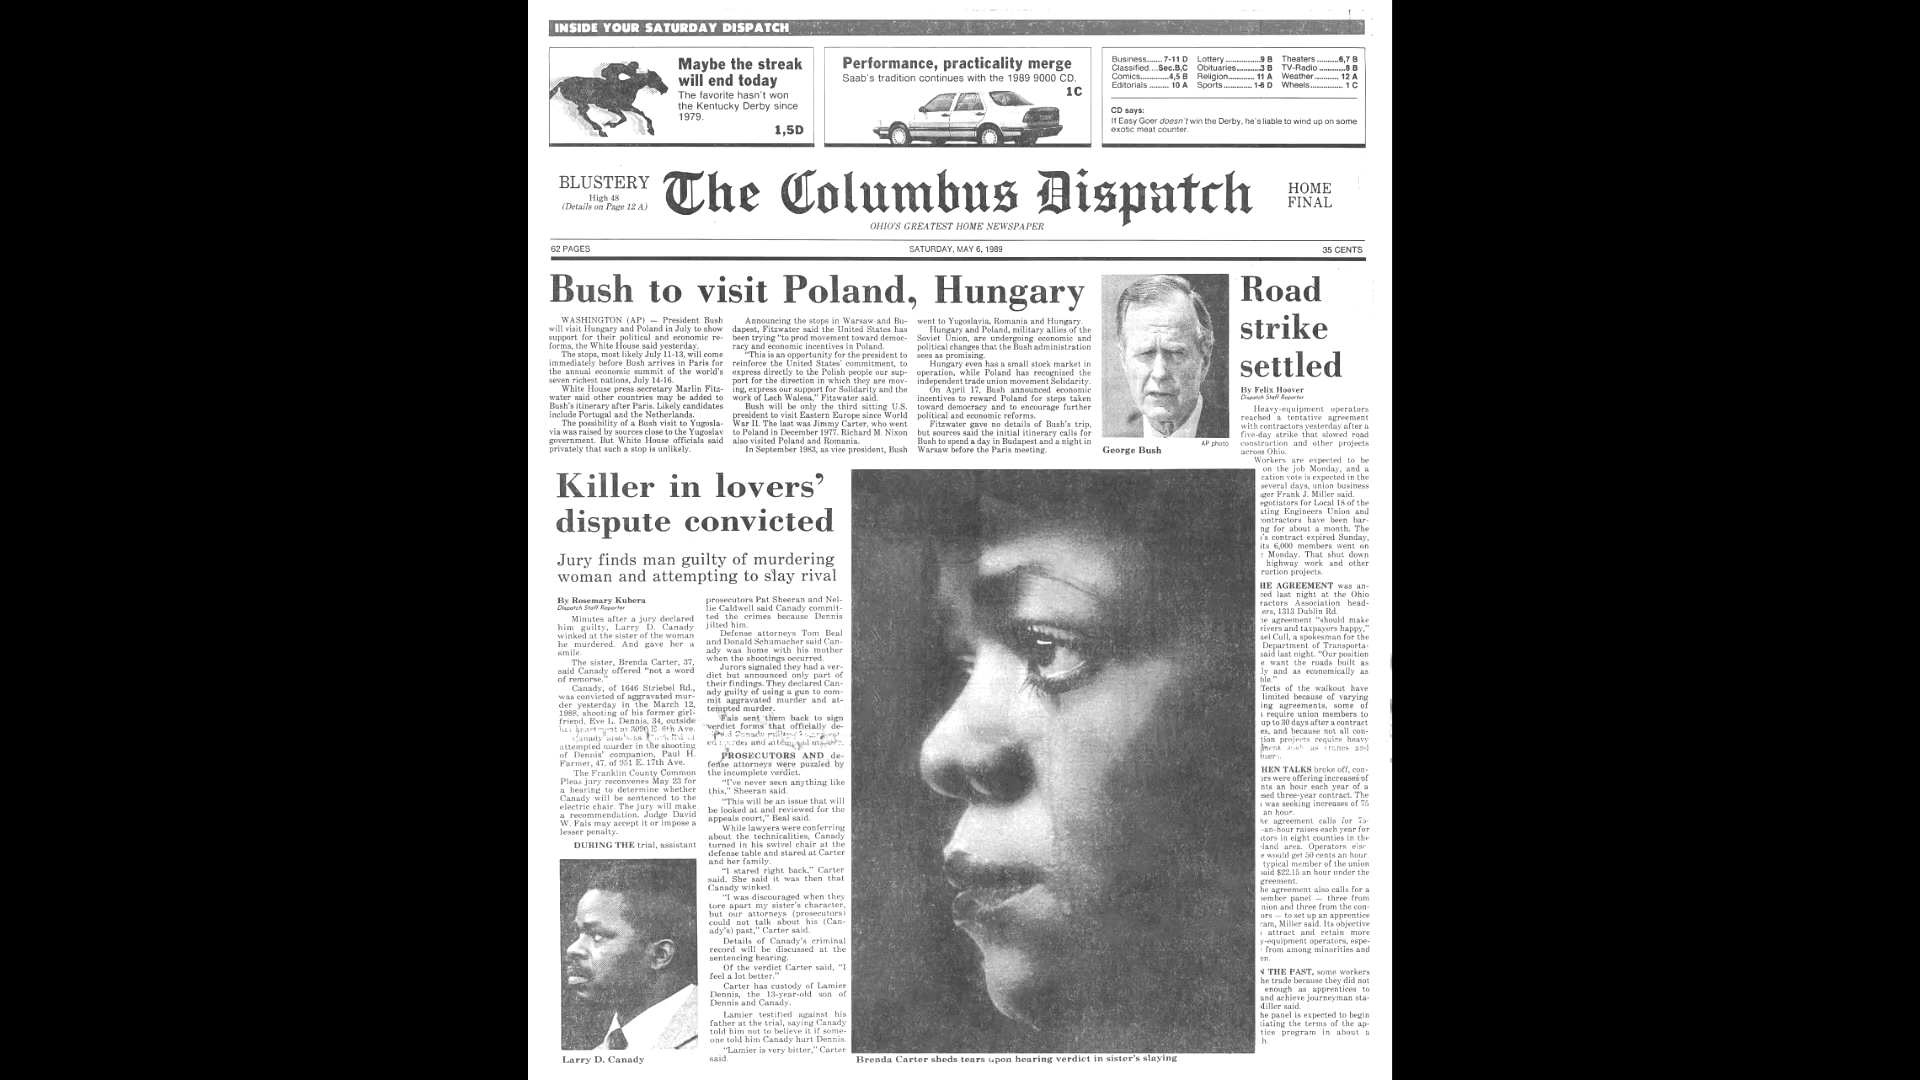 INSIDE YOUR SATURDAY DISPATCH
Maybe the streak
will end today
The favorite hasn't won
the Kentucky Derby since
1979.
1,5D
Performance, practicality merge
Saab's tradition continues with the 1989 9000 CD.
1C
Business....... 7-11 D
Classified....Sec.B,C
Comics.............4,5 B
Editorials ......... 10 A
Lottery ...............9 B
Obituaries...........3 B
Religion............ 11 A
Sports ............. 1-6 D
Theaters ..........6,7 B
TV-Radio ............8 B
Weather ........... 12 A
Wheels................ 1 C
CD says:
If Easy Goer doesn't win the Derby, he's liable to wind up on some
exotic meat counter.
BLUSTERY
High 48
(Details on Page 12 A)
The Columbus Dispatch
HOME
FINAL
OHIO'S GREATEST HOME NEWSPAPER
62 PAGES
SATURDAY, MAY 6, 1989
35 CENTS
Bush to visit Poland, Hungary
WASHINGTON (AP) — President Bush
will visit Hungary and Poland in July to show
support for their political and economic re-
forms, the White House said yesterday.
The stops, most likely July 11-13, will come
immediately before Bush arrives in Paris for
the annual economic summit of the world's
seven richest nations, July 14-16.
White House press secretary Marlin Fitz-
water said other countries may be added to
Bush's itinerary after Paris. Likely candidates
include Portugal and the Netherlands.
The possibility of a Bush visit to Yugosla-
via was raised by sources close to the Yugoslav
government. But White House officials said
privately that such a stop is unlikely.
Announcing the stops in Warsaw and Bu-
dapest, Fitzwater said the United States has
been trying "to prod movement toward democ-
racy and economic incentives in Poland.
"This is an opportunity for the president to
reinforce the United States' commitment, to
express directly to the Polish people our sup-
port for the direction in which they are mov-
ing, express our support for Solidarity and the
work of Lech Walesa," Fitzwater said.
Bush will be only the third sitting U.S.
president to visit Eastern Europe since World
War II. The last was Jimmy Carter, who went
to Poland in December 1977. Richard M. Nixon
also visited Poland and Romania.
In September 1983, as vice president, Bush
went to Yugoslavia, Romania and Hungary.
Hungary and Poland, military allies of the
Soviet Union, are undergoing economic and
political changes that the Bush administration
sees as promising.
Hungary even has a small stock market in
operation, while Poland has recognized the
independent trade union movement Solidarity.
On April 17, Bush announced economic
incentives to reward Poland for steps taken
toward democracy and to encourage further
political and economic reforms.
Fitzwater gave no details of Bush's trip,
but sources said the initial itinerary calls for
Bush to spend a day in Budapest and a night in
Warsaw before the Paris meeting.
AP photo
George Bush
Road
strike
settled
By Felix Hoover
Dispatch Staff Reporter
Heavy-equipment operators
reached a tentative agreement
with contractors yesterday after a
five-day strike that slowed road
construction and other projects
across Ohio.
Workers are expected to be
on the job Monday, and a
cation vote is expected in the
several days, union business
ger Frank J. Miller said.
egotiators for Local 18 of the
ating Engineers Union and
ontractors have been bar-
ng for about a month. The
's contract expired Sunday,
its 6,000 members went on
Monday. That shut down
highway work and other
ruction projects.
HE AGREEMENT was an-
ced last night at the Ohio
ractors Association head-
ers, 1313 Dublin Rd.
e agreement "should make
rivers and taxpayers happy,"
ael Cull, a spokesman for the
Department of Transporta-
said last night. "Our position
e want the roads built as
ly and as economically as
ble."
ffects of the walkout have
limited because of varying
ing agreements, some of
require union members to
up to 30 days after a contract
es, and because not all con-
tion projects require heavy
ment such as cranes and
HEN TALKS broke off, con-
ors were offering increases of
nts an hour each year of a
sed three-year contract. The
was seeking increases of 75
an hour.
he agreement calls for 75-
-an-hour raises each year for
tors in eight counties in the
land area. Operators else-
e would get 50 cents an hour.
typical member of the union
aid $22.15 an hour under the
greement.
he agreement also calls for a
ember panel — three from
nion and three from the con-
ors — to set up an apprentice
ram, Miller said. Its objective
attract and retain more
y-equipment operators, espe-
from among minorities and
en.
N THE PAST, some workers
he trade because they did not
enough as apprentices to
and achieve journeyman sta-
Miller said.
he panel is expected to begin
tiating the terms of the ap-
tice program in about a
h.
Killer in lovers'
dispute convicted
Jury finds man guilty of murdering
woman and attempting to slay rival
By Rosemary Kubera
Dispatch Staff Reporter
Minutes after a jury declared
him guilty, Larry D. Canady
winked at the sister of the woman
he murdered. And gave her a
smile.
The sister, Brenda Carter, 37,
said Canady offered "not a word
of remorse."
Canady, of 1646 Striebel Rd.,
was convicted of aggravated mur-
der yesterday in the March 12,
1988, shooting of his former girl-
friend, Eve L. Dennis, 34, outside
her apartment at 3090 E. 6th Ave.
Canady also was
attempted murder in the shooting
of Dennis' companion, Paul H.
Farmer, 47, of 951 E. 17th Ave.
The Franklin County Common
Pleas jury reconvenes May 23 for
a hearing to determine whether
Canady will be sentenced to the
electric chair. The jury will make
a recommendation. Judge David
W. Fais may accept it or impose a
lesser penalty.
DURING THE trial, assistant
prosecutors Pat Sheeran and Nel-
lie Caldwell said Canady commit-
ted the crimes because Dennis
jilted him.
Defense attorneys Tom Beal
and Donald Schumacher said Can-
ady was home with his mother
when the shootings occurred.
Jurors signaled they had a ver-
dict but announced only part of
their findings. They declared Can-
ady guilty of using a gun to com-
mit aggravated murder and at-
tempted murder.
Fais sent them back to sign
verdict forms that officially de-
ed murder and attempted murder.
PROSECUTORS AND de-
fense attorneys were puzzled by
the incomplete verdict.
"I've never seen anything like
this," Sheeran said.
"This will be an issue that will
be looked at and reviewed for the
appeals court," Beal said.
While lawyers were conferring
about the technicalities, Canady
turned in his swivel chair at the
defense table and stared at Carter
and her family.
"I stared right back," Carter
said. She said it was then that
Canady winked.
"I was discouraged when they
tore apart my sister's character,
but our attorneys (prosecutors)
could not talk about his (Can-
ady's) past," Carter said.
Details of Canady's criminal
record will be discussed at the
sentencing hearing.
Of the verdict Carter said, "I
feel a lot better."
Carter has custody of Lamier
Dennis, the 13-year-old son of
Dennis and Canady.
Lamier testified against his
father at the trial, saying Canady
told him not to believe it if some-
one told him Canady hurt Dennis.
"Lamier is very bitter," Carter
said.
Larry D. Canady
Brenda Carter sheds tears upon hearing verdict in sister's slaying